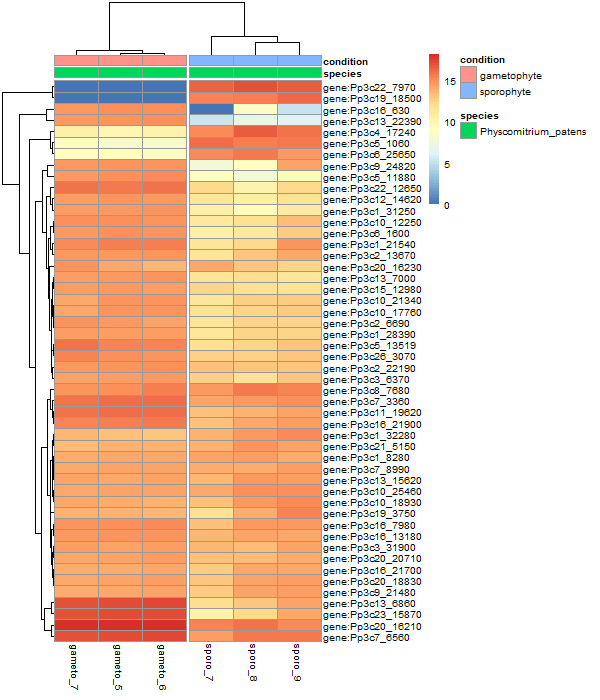 condition
species
gene:Pp3c22_7970
gene:Pp3c19_18500
gene:Pp3c16_630
gene:Pp3c13_22390
gene:Pp3c4_17240
gene:Pp3c5_1060
gene:Pp3c6_25650
gene:Pp3c9_24820
gene:Pp3c5_11880
gene:Pp3c22_12650
gene:Pp3c12_14620
gene:Pp3c1_31250
gene:Pp3c10_12250
gene:Pp3c6_1600
gene:Pp3c1_21540
gene:Pp3c2_13670
gene:Pp3c20_16230
gene:Pp3c13_7000
gene:Pp3c15_12980
gene:Pp3c10_21340
gene:Pp3c10_17760
gene:Pp3c2_6690
gene:Pp3c1_28390
gene:Pp3c5_13519
gene:Pp3c26_3070
gene:Pp3c2_22190
gene:Pp3c3_6370
gene:Pp3c8_7680
gene:Pp3c7_3360
gene:Pp3c11_19620
gene:Pp3c16_21900
gene:Pp3c1_32280
gene:Pp3c21_5150
gene:Pp3c1_8280
gene:Pp3c7_8990
gene:Pp3c13_15620
gene:Pp3c10_25460
gene:Pp3c10_18930
gene:Pp3c19_3750
gene:Pp3c16_7980
gene:Pp3c16_13180
gene:Pp3c3_31900
gene:Pp3c20_20710
gene:Pp3c16_21700
gene:Pp3c20_18830
gene:Pp3c9_21480
gene:Pp3c13_6860
gene:Pp3c23_15870
gene:Pp3c20_16210
gene:Pp3c7_6560
gameto_7
gameto_5
gameto_6
sporo_7
sporo_8
sporo_9
15
10
5
0
condition
gametophyte
sporophyte
species
Physcomitrium_patens